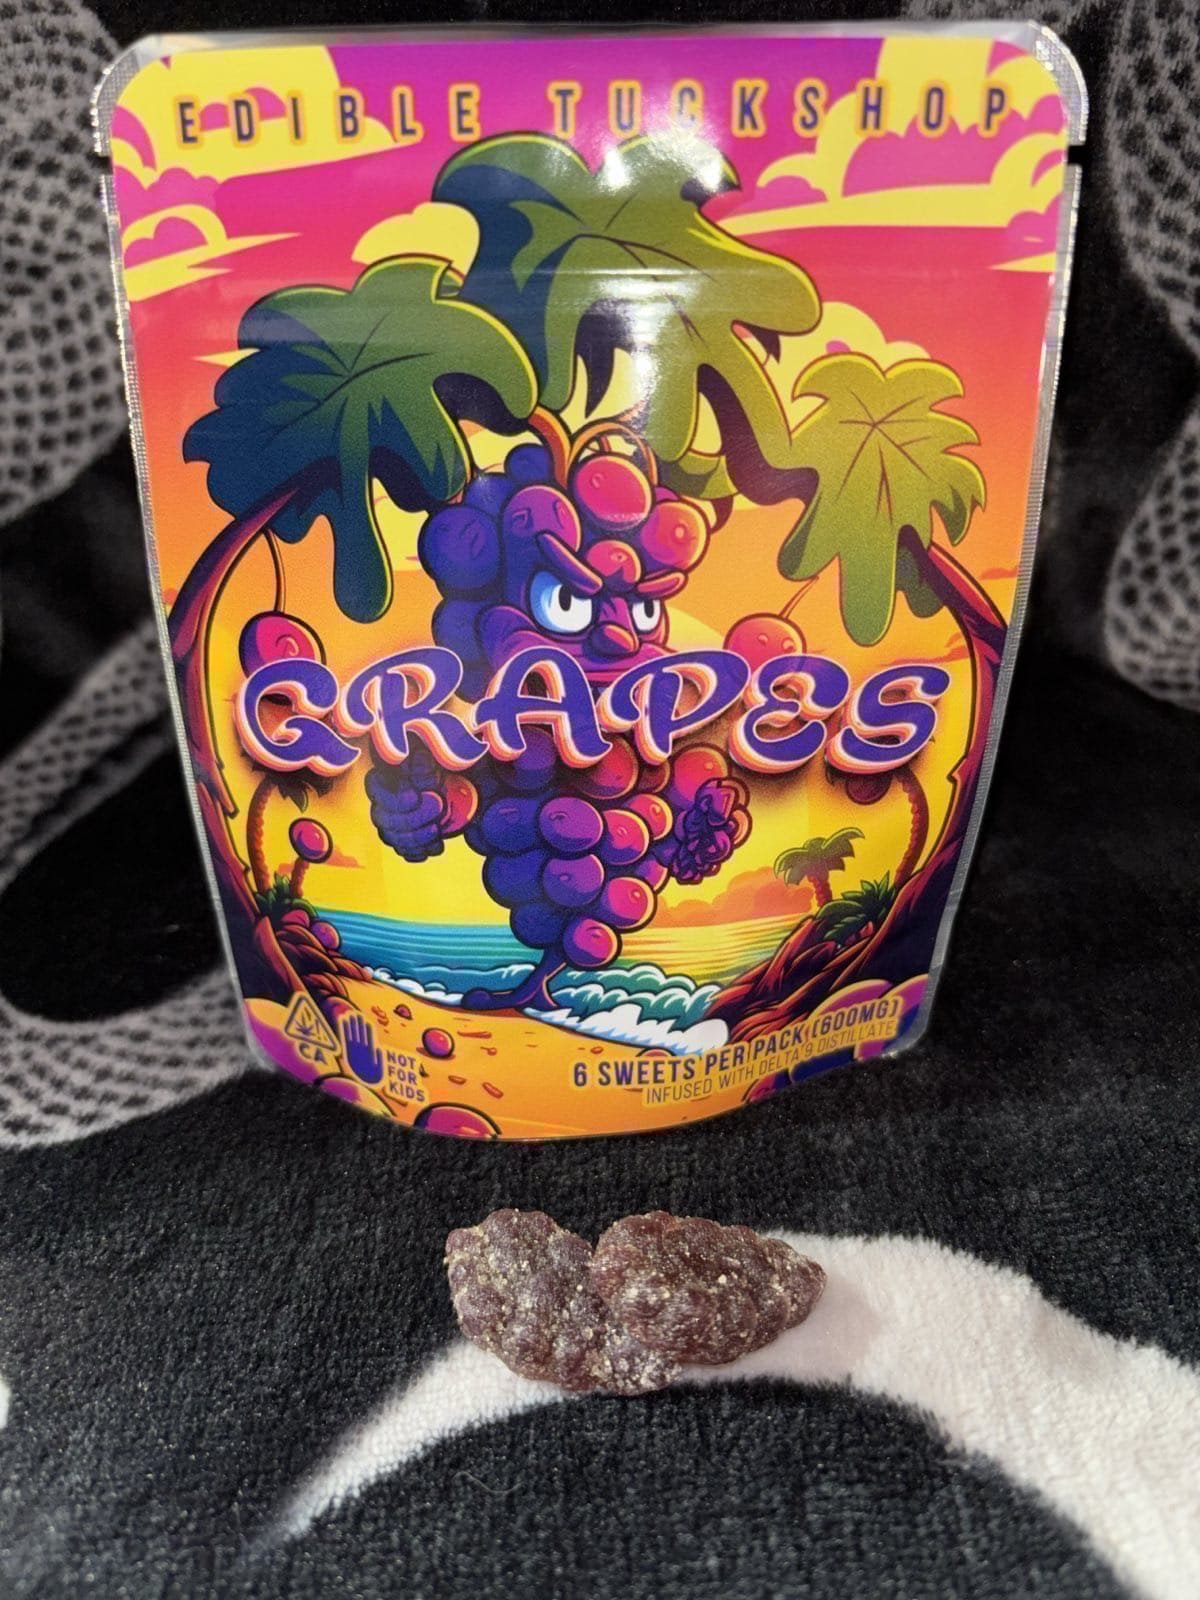 EDIBLE TUCKSHOP
GRAPES
CA
NOT
FOR
KIDS
6 SWEETS PER PACK (600MG)
INFUSED WITH DELTA 9 DISTILLATE